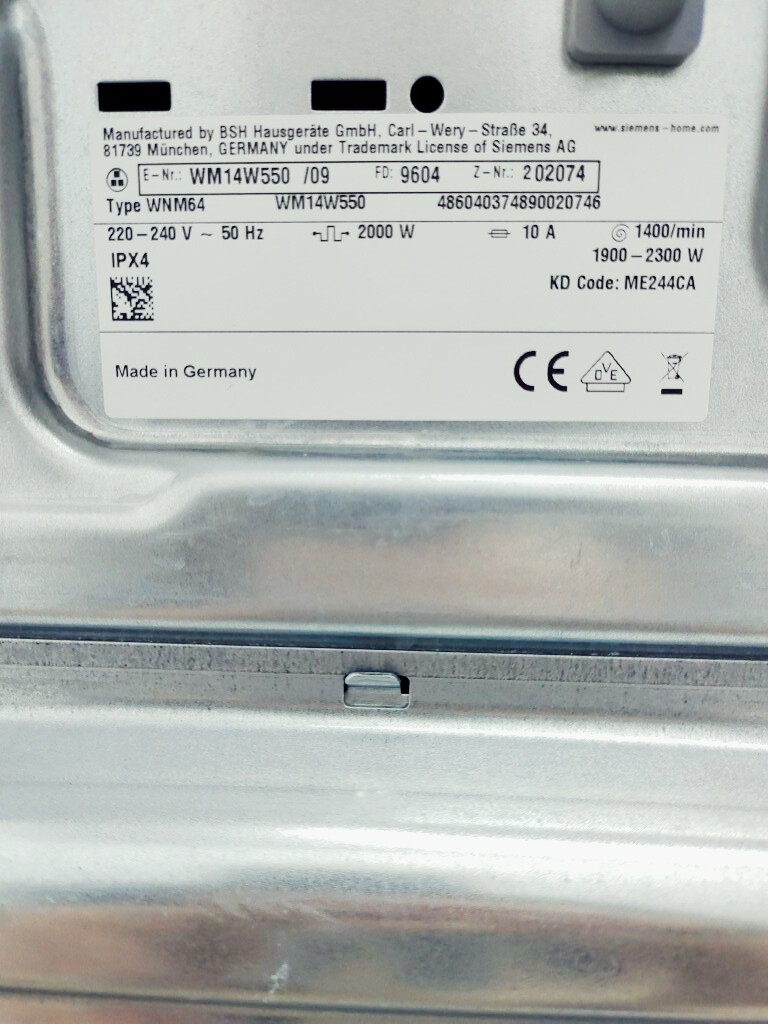 Manufactured by BSH Hausgeräte GmbH, Carl-Wery-Straße 34, www.siemens-home.com
81739 München, GERMANY under Trademark License of Siemens AG
E-Nr.: WM14W550 /09 FD: 9604 Z-Nr.: 202074
Type WNM64 WM14W550 486040374890020746
220-240 V ~ 50 Hz 2000 W 10 A 1400/min
IPX4 1900-2300 W
KD Code: ME244CA
Made in Germany CE OVE